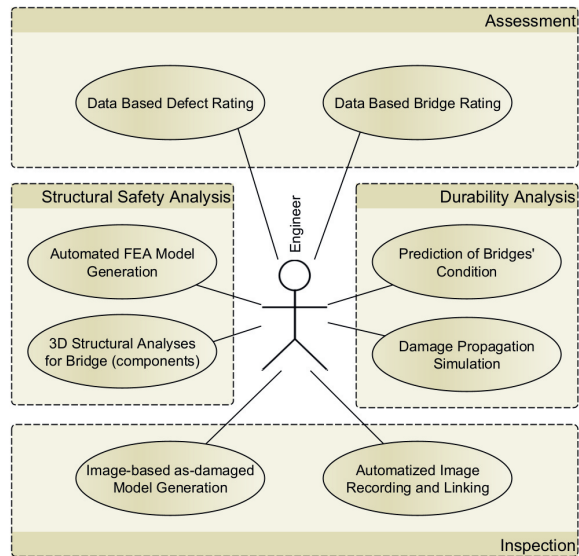 Assessment
Data Based Defect Rating
Data Based Bridge Rating
Engineer
Structural Safety Analysis
Automated FEA Model
Generation
3D Structural Analyses
for Bridge (components)
Durability Analysis
Prediction of Bridges'
Condition
Damage Propagation
Simulation
Image-based as-damaged
Model Generation
Automatized Image
Recording and Linking
Inspection